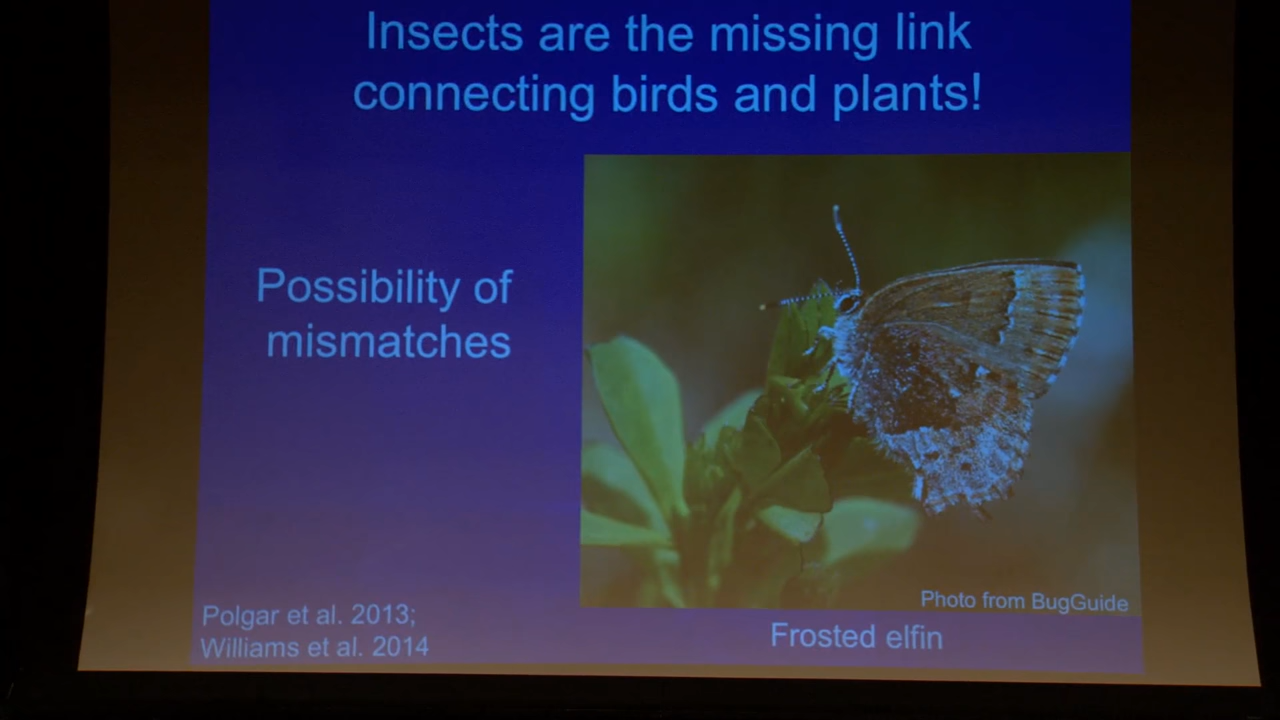 Insects are the missing link
connecting birds and plants!
Possibility of
mismatches
Photo from BugGuide
Polgar et al. 2013;
Williams et al. 2014
Frosted elfin